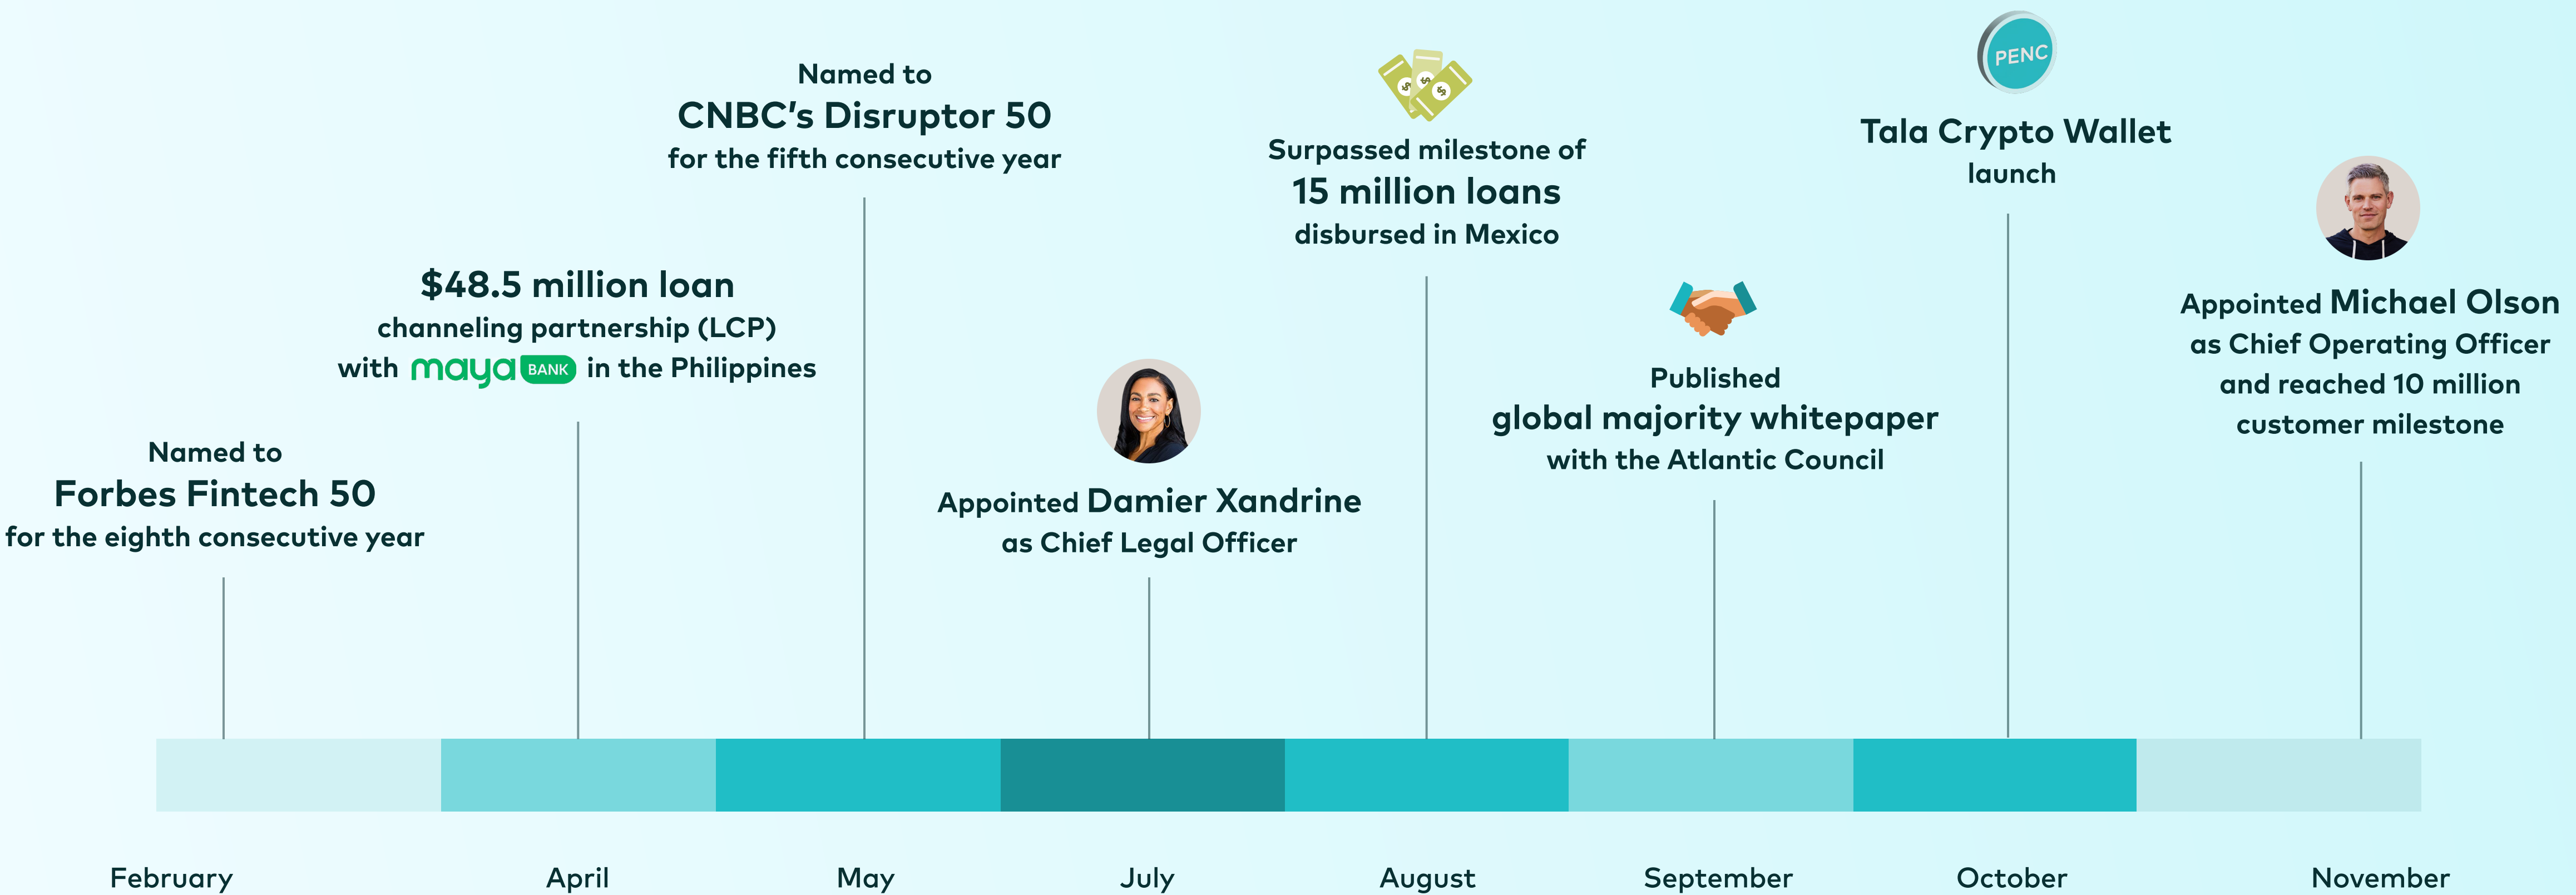 Named to
Forbes Fintech 50
for the eighth consecutive year
$48.5 million loan
channeling partnership (LCP)
with maya BANK in the Philippines
Named to
CNBC’s Disruptor 50
for the fifth consecutive year
Appointed Damier Xandrine
as Chief Legal Officer
Surpassed milestone of
15 million loans
disbursed in Mexico
Published
global majority whitepaper
with the Atlantic Council
PENC
Tala Crypto Wallet
launch
Appointed Michael Olson
as Chief Operating Officer
and reached 10 million
customer milestone
$ $ $
February
April
May
July
August
September
October
November